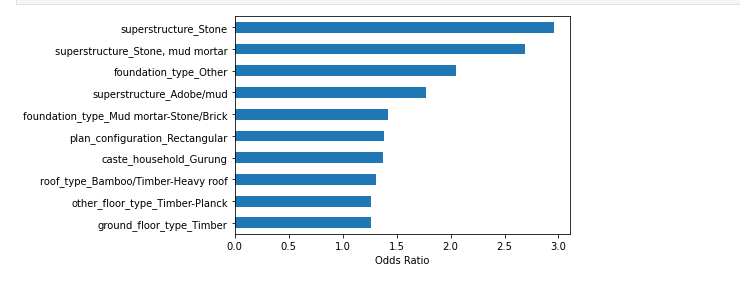 superstructure_Stone
superstructure_Stone, mud mortar
foundation_type_Other
superstructure_Adobe/mud
foundation_type_Mud mortar-Stone/Brick
plan_configuration_Rectangular
caste_household_Gurung
roof_type_Bamboo/Timber-Heavy roof
other_floor_type_Timber-Planck
ground_floor_type_Timber
0.0 0.5 1.0 1.5 2.0 2.5 3.0
Odds Ratio